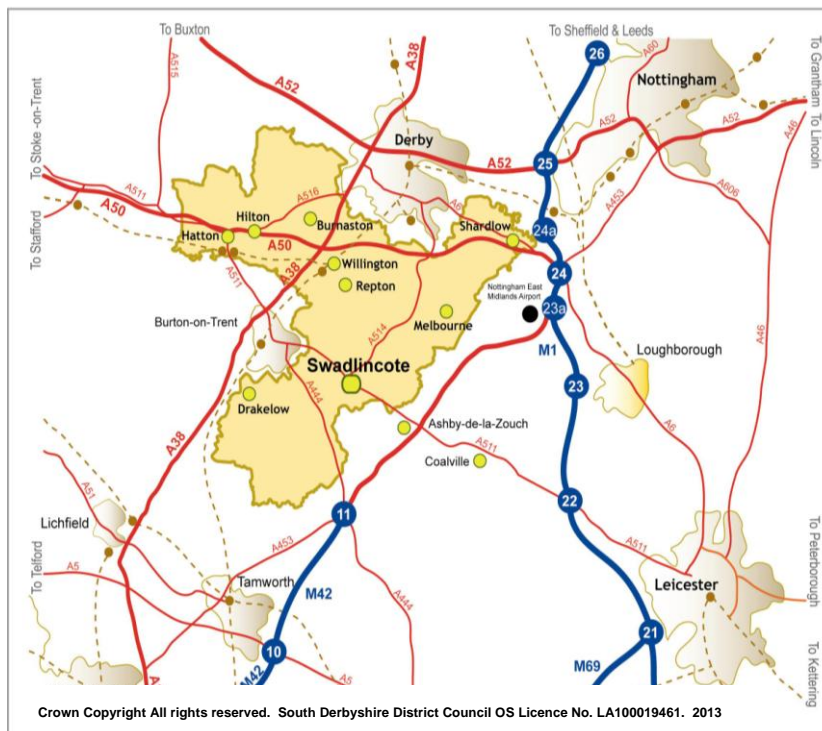 To Buxton
To Sheffield & Leeds
To Grantham
To Lincoln
To Stoke -on-Trent
To Stafford
To Telford
To Peterborough
To Kettering
A515
A52
A38
26
A60
Nottingham
Derby
A52
25
A52
A52
A46
A511
A50
A516
A6
A453
A606
Hilton
Burnaston
Shardlow
24a
Hatton
A50
A38
Willington
24
A511
Repton
Nottingham East
Midlands Airport
23a
Burton-on-Trent
A514
Melbourne
A46
M1
Loughborough
Swadlincote
23
A444
Drakelow
A6
Ashby-de-la-Zouch
A38
A511
Coalville
A51
22
11
Lichfield
A453
A511
A5
Tamworth
Leicester
M42
A444
21
10
M69
A5
M42
A
Crown Copyright All rights reserved. South Derbyshire District Council OS Licence No. LA100019461. 2013